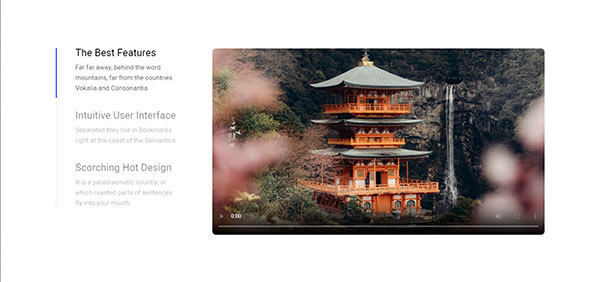 The Best Features
Far far away, behind the word
mountains, far from the countries
Vokalia and Consonantia.
Intuitive User Interface
Separated they live in Bookmarks
right at the coast of the Semantics
Scorching Hot Design
It is a paradisematic country, in
which roasted parts of sentences
fly into your mouth.
0:00